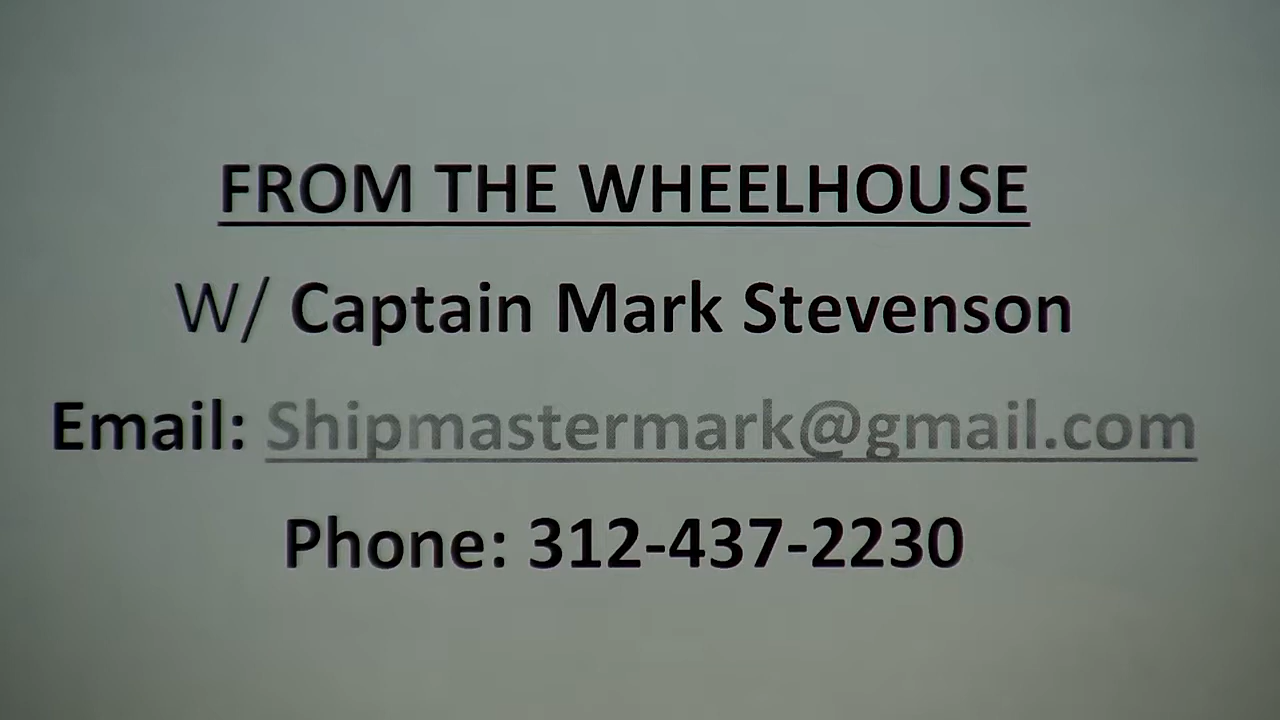 FROM THE WHEELHOUSE
W/ Captain Mark Stevenson
Email: Shipmastermark@gmail.com
Phone: 312-437-2230